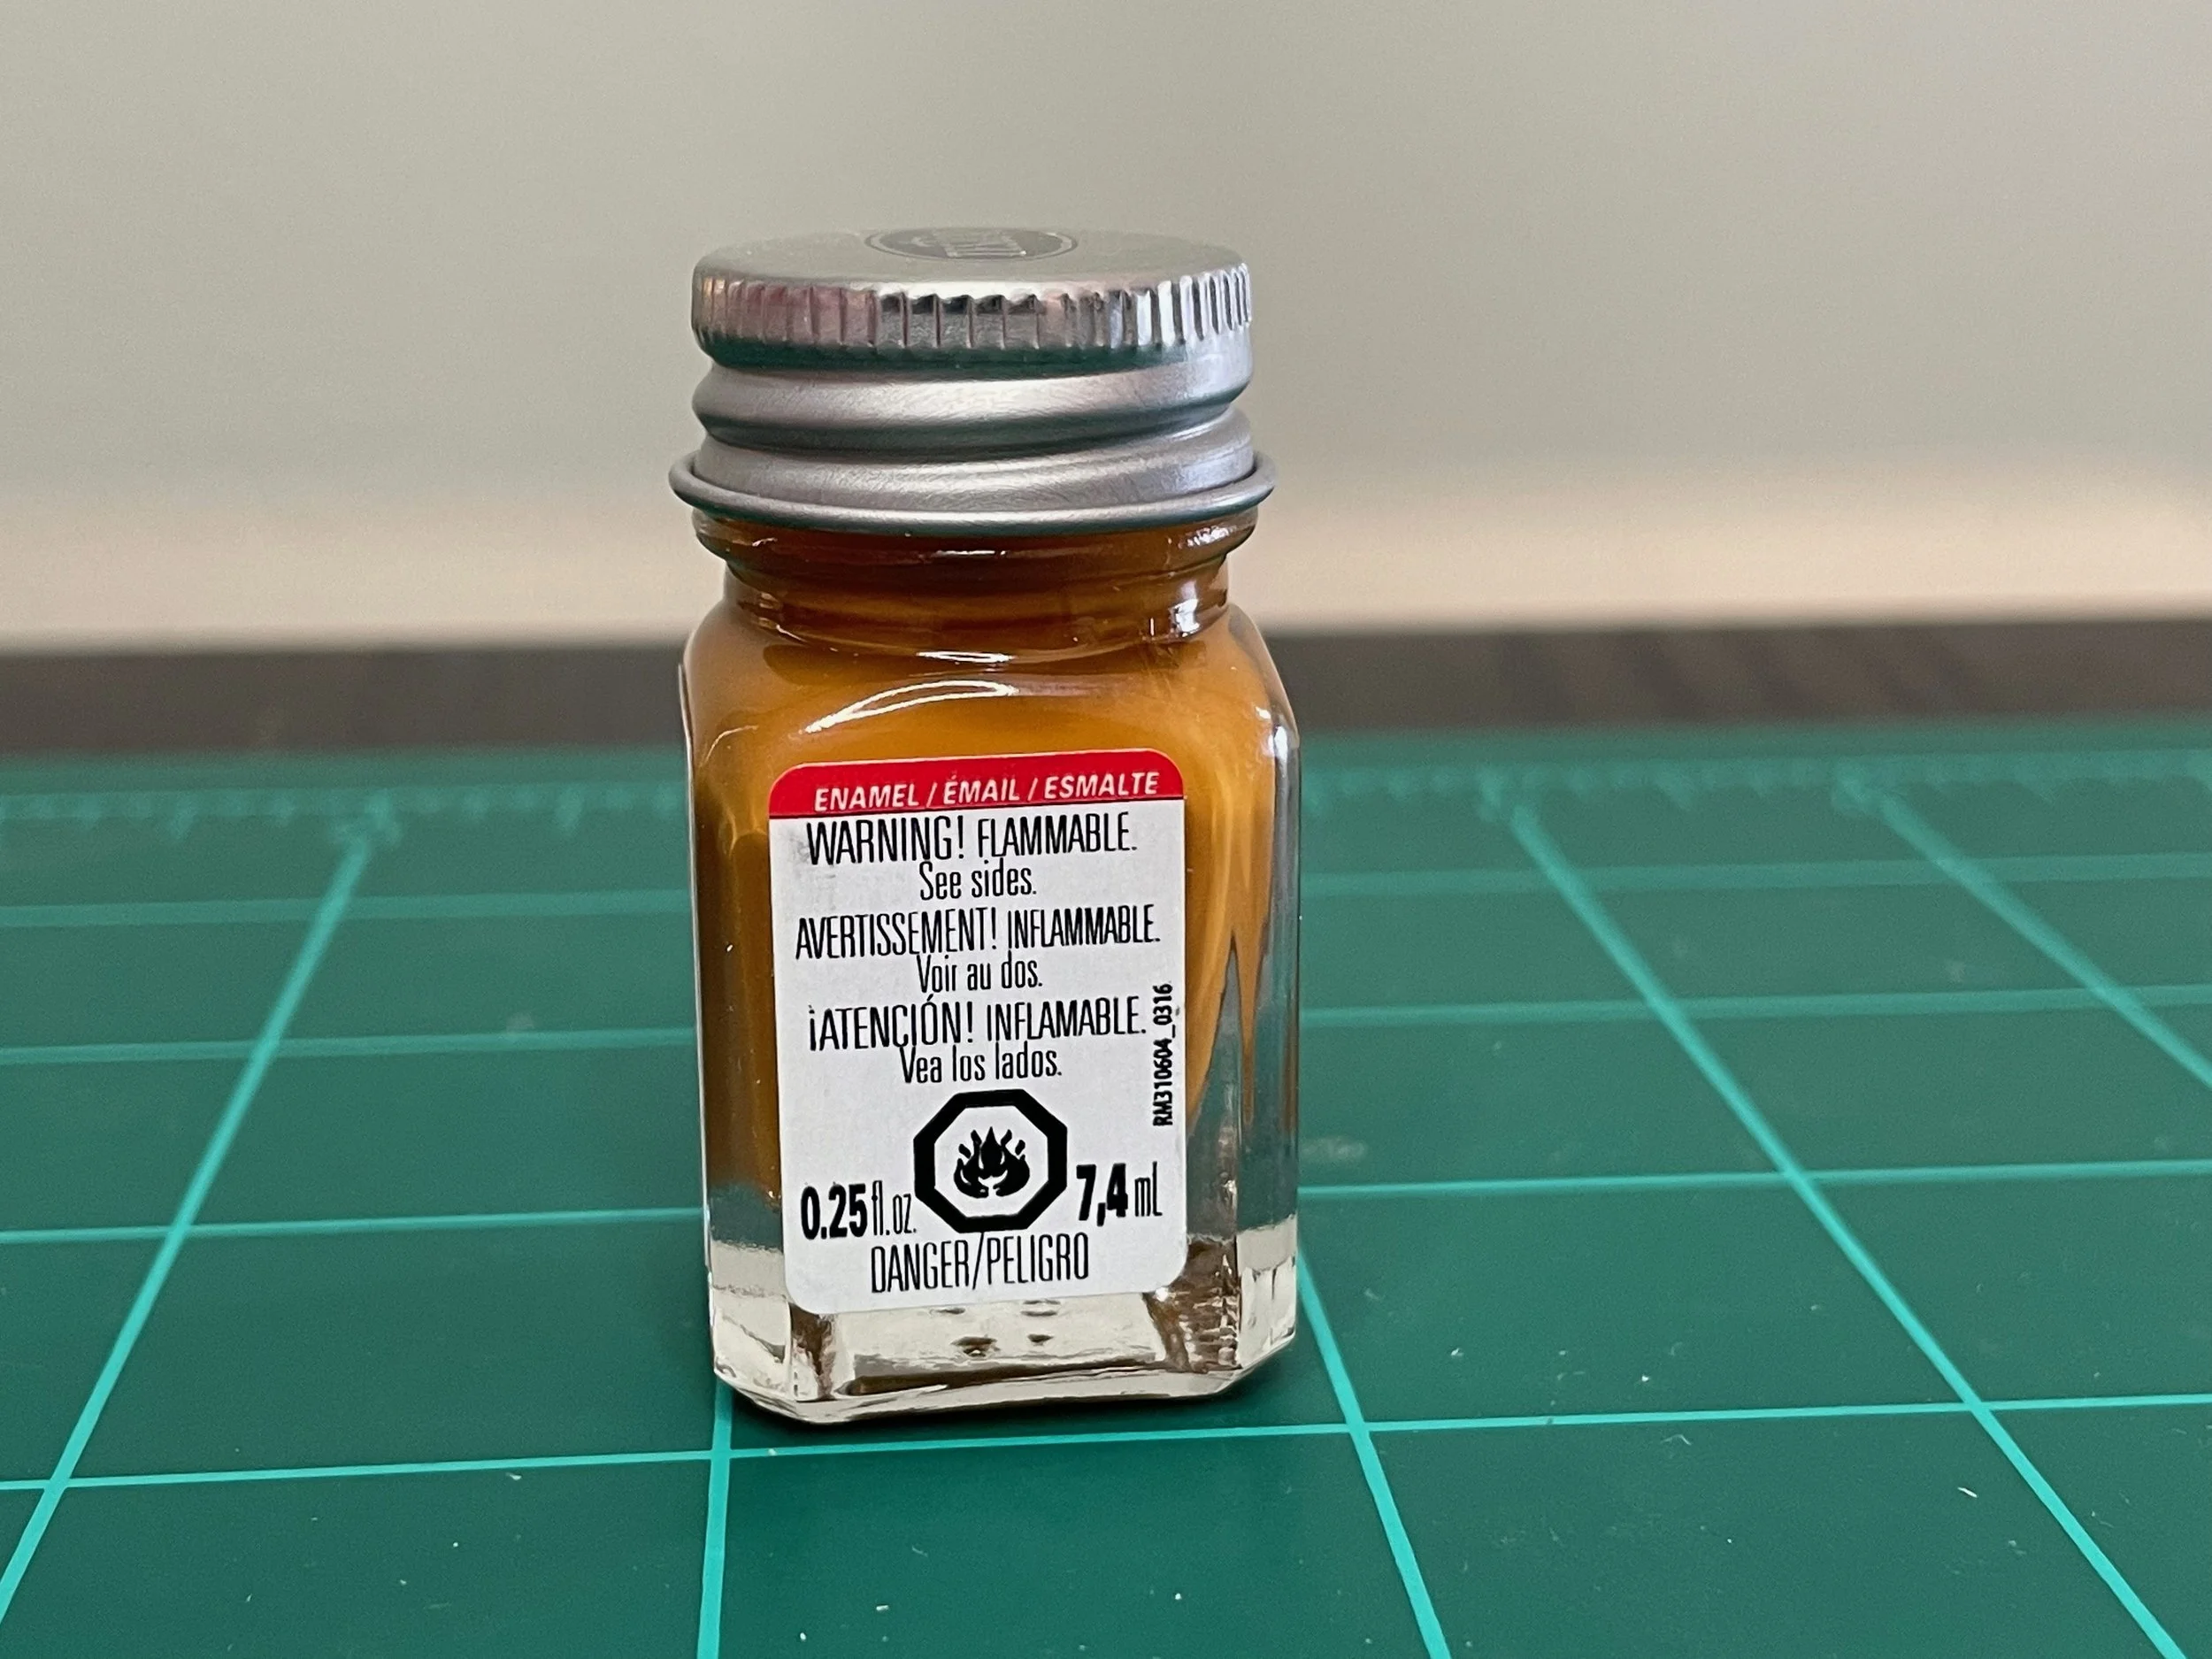 ENAMEL / ÉMAIL / ESMALTE
WARNING! FLAMMABLE.
See sides.
AVERTISSEMENT! INFLAMMABLE.
Voir au dos.
¡ATENCIÓN! INFLAMABLE.
Vea los lados.
RM310604_0316
0.25 fl. oz. 7,4 mL
DANGER/PELIGRO